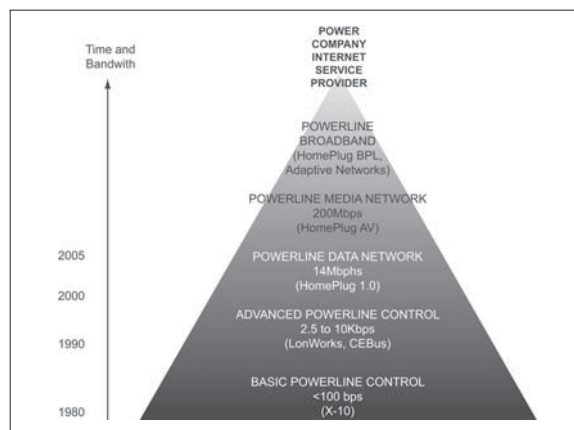 POWER
COMPANY
INTERNET
SERVICE
PROVIDER
Time and
Bandwith
POWERLINE
BROADBAND
(HomePlug BPL,
Adaptive Networks)
POWERLINE MEDIA NETWORK
200Mbps
(HomePlug AV)
2005
POWERLINE DATA NETWORK
14Mbphs
(HomePlug 1.0)
2000
ADVANCED POWERLINE CONTROL
2.5 to 10Kbps
(LonWorks, CEBus)
1990
BASIC POWERLINE CONTROL
<100 bps
(X-10)
1980